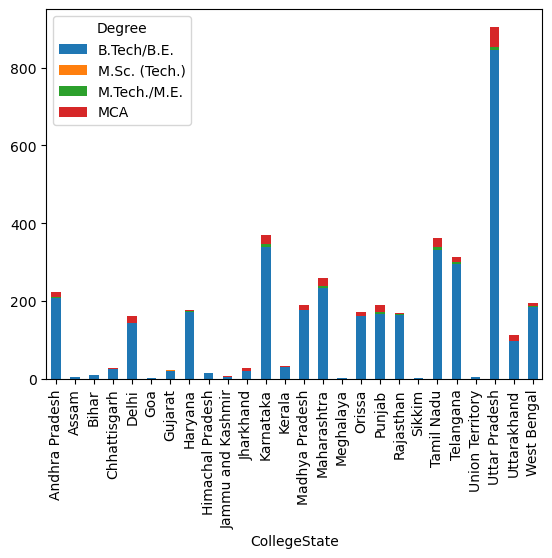 Degree
B.Tech/B.E.
M.Sc. (Tech.)
M.Tech./M.E.
MCA
800
600
400
200
0
Andhra Pradesh
Assam
Bihar
Chhattisgarh
Delhi
Goa
Gujarat
Haryana
Himachal Pradesh
Jammu and Kashmir
Jharkhand
Karnataka
Kerala
Madhya Pradesh
Maharashtra
Meghalaya
Orissa
Punjab
Rajasthan
Sikkim
Tamil Nadu
Telangana
Union Territory
Uttar Pradesh
Uttarakhand
West Bengal
CollegeState